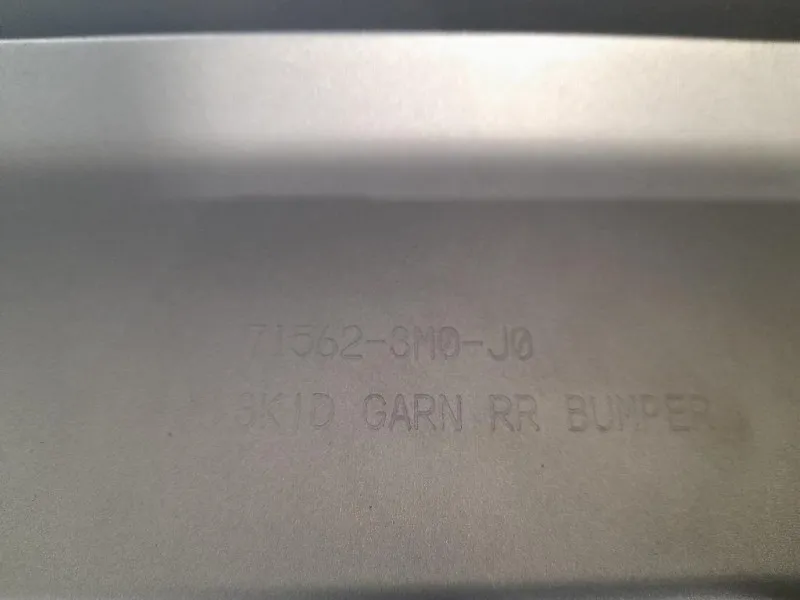 71562-3M0-J0
SKID GARN RR BUMPER